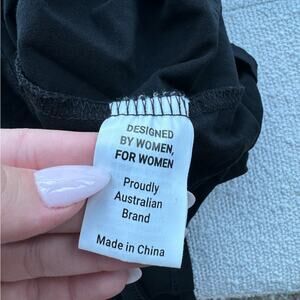 DESIGNED
BY WOMEN,
FOR WOMEN
Proudly
Australian
Brand
Made in China